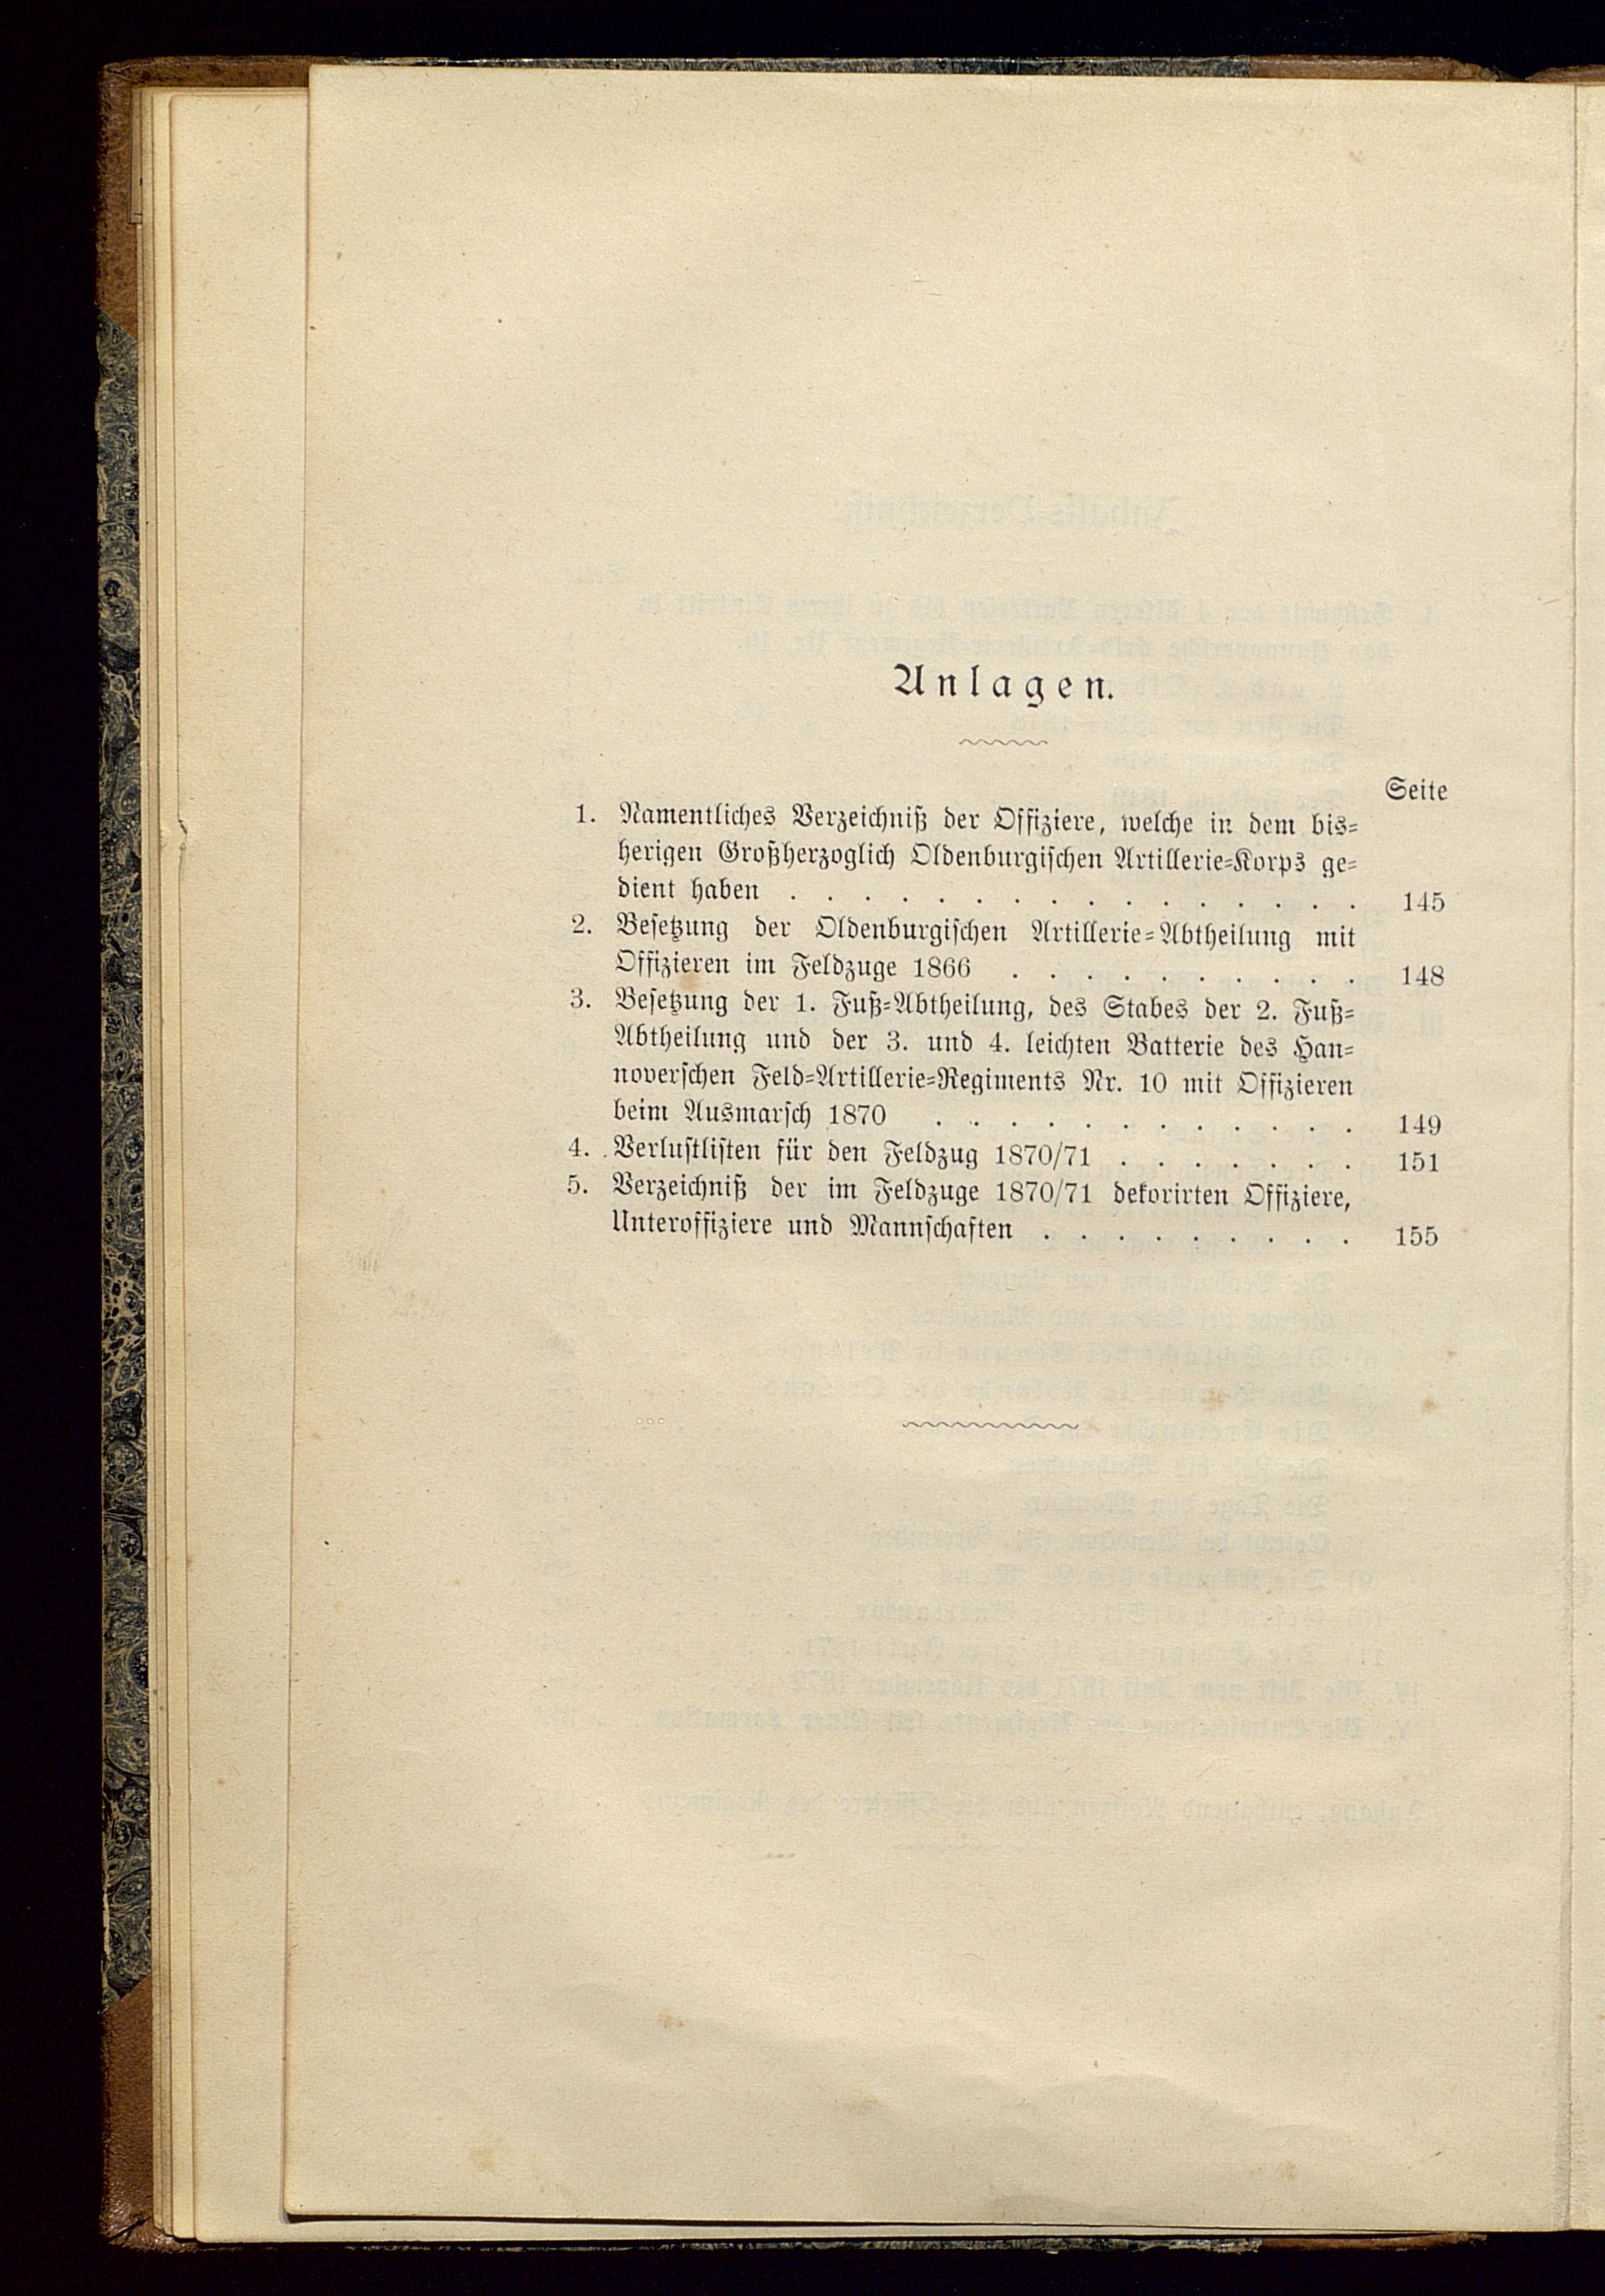 Anlagen.
Seite
1. Namentliches Verzeichniß der Offiziere, welche in dem bis=
herigen Großherzoglich Oldenburgischen Artillerie=Korps ge=
dient haben . . . . . . . . . . . . . . . . 145
2. Besetzung der Oldenburgischen Artillerie=Abtheilung mit
Offizieren im Feldzuge 1866 . . . . . . . . . . 148
3. Besetzung der 1. Fuß=Abtheilung, des Stabes der 2. Fuß=
Abtheilung und der 3. und 4. leichten Batterie des Han=
noverschen Feld=Artillerie=Regiments Nr. 10 mit Offizieren
beim Ausmarsch 1870 . . . . . . . . . . . . 149
4. Verlustlisten für den Feldzug 1870/71 . . . . . . . 151
5. Verzeichniß der im Feldzuge 1870/71 dekorirten Offiziere,
Unteroffiziere und Mannschaften . . . . . . . . . 155